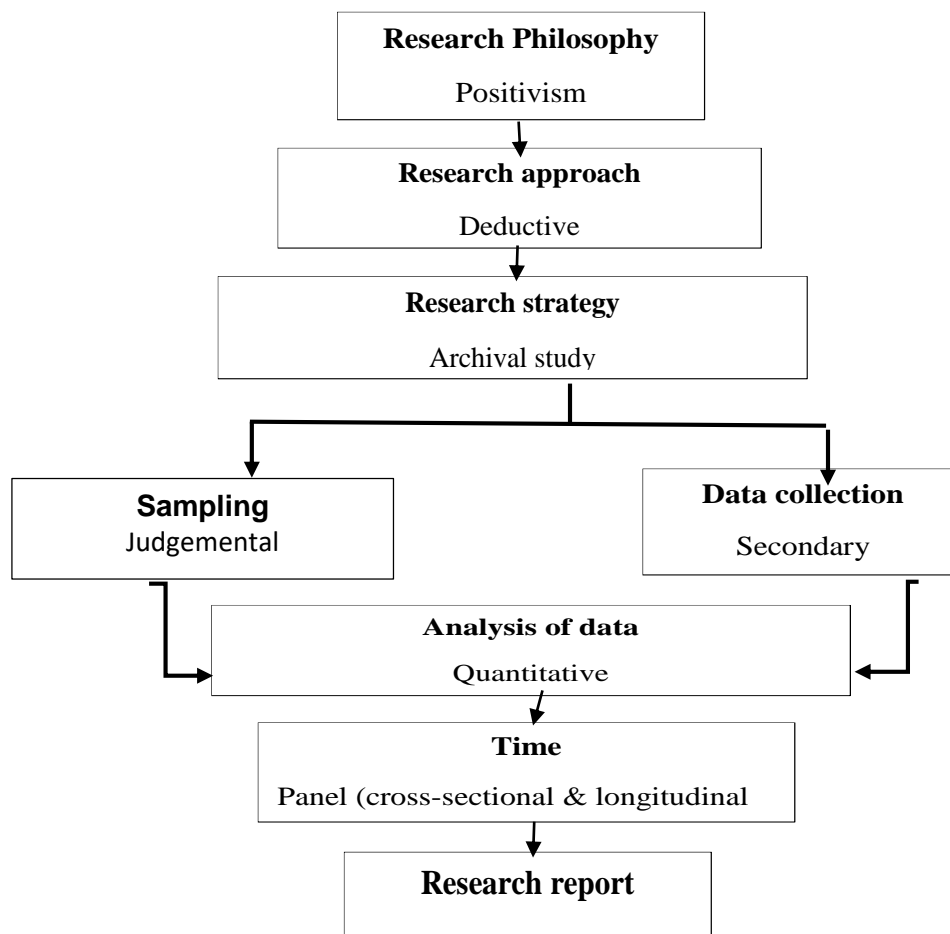 Research Philosophy
Positivism
Research approach
Deductive
Research strategy
Archival study
Sampling
Judgemental
Data collection
Secondary
Analysis of data
Quantitative
Time
Panel (cross-sectional & longitudinal
Research report